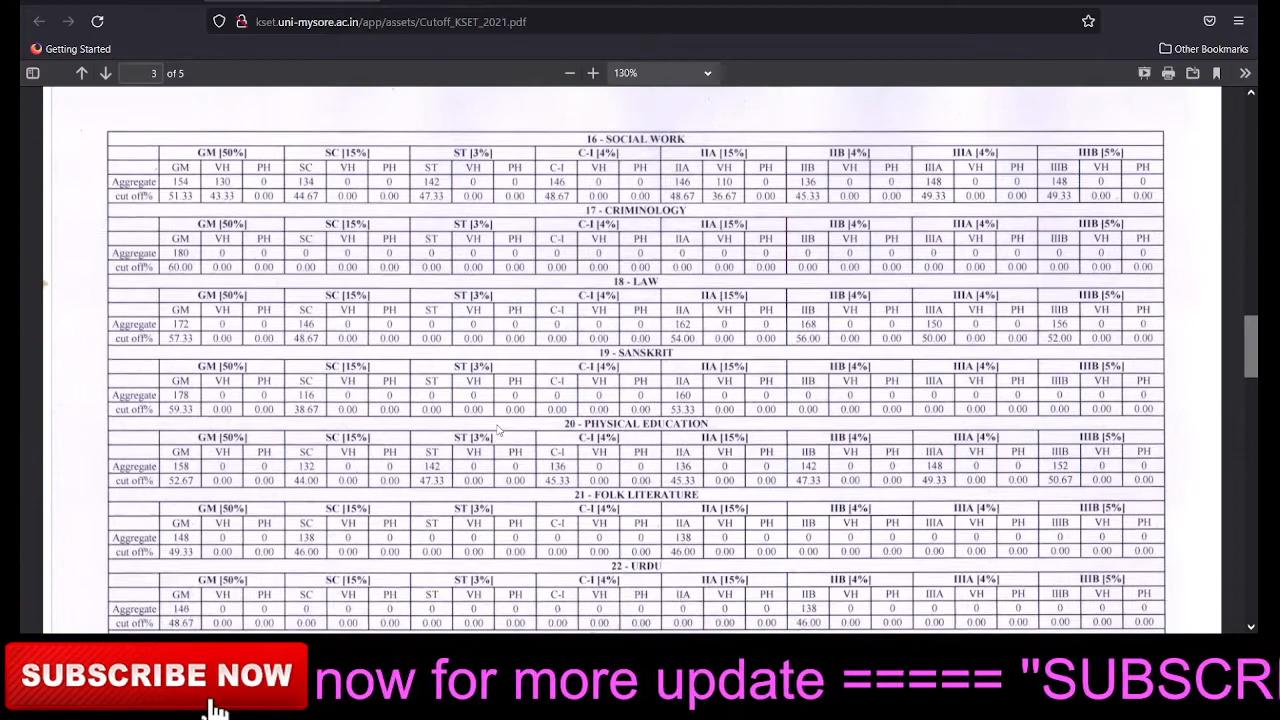 kset.uni-mysore.ac.in/app/assets/Cutoff_KSET_2021.pdf
Getting Started Other Bookmarks
3 of 5 130%
16 - SOCIAL WORK
GM [50%] SC [15%] ST [3%] C-I [4%] IIA [15%] IIB [4%] IIIA [4%] IIIB [5%]
GM VH PH SC VH PH ST VH PH C-I VH PH IIA VH PH IIB VH PH IIIA VH PH IIIB VH PH
Aggregate 154 130 0 134 0 0 142 0 0 146 0 0 146 110 0 136 0 0 148 0 0 148 0 0
cut off% 51.33 43.33 0.00 44.67 0.00 0.00 47.33 0.00 0.00 48.67 0.00 0.00 48.67 36.67 0.00 45.33 0.00 0.00 49.33 0.00 0.00 49.33 0.00 0.00
17 - CRIMINOLOGY
GM [50%] SC [15%] ST [3%] C-I [4%] IIA [15%] IIB [4%] IIIA [4%] IIIB [5%]
GM VH PH SC VH PH ST VH PH C-I VH PH IIA VH PH IIB VH PH IIIA VH PH IIIB VH PH
Aggregate 180 0 0 0 0 0 0 0 0 0 0 0 0 0 0 0 0 0 0 0 0 0 0 0
cut off% 60.00 0.00 0.00 0.00 0.00 0.00 0.00 0.00 0.00 0.00 0.00 0.00 0.00 0.00 0.00 0.00 0.00 0.00 0.00 0.00 0.00 0.00 0.00 0.00
18 - LAW
GM [50%] SC [15%] ST [3%] C-I [4%] IIA [15%] IIB [4%] IIIA [4%] IIIB [5%]
GM VH PH SC VH PH ST VH PH C-I VH PH IIA VH PH IIB VH PH IIIA VH PH IIIB VH PH
Aggregate 172 0 0 146 0 0 0 0 0 0 0 0 162 0 0 168 0 0 150 0 0 156 0 0
cut off% 57.33 0.00 0.00 48.67 0.00 0.00 0.00 0.00 0.00 0.00 0.00 0.00 54.00 0.00 0.00 56.00 0.00 0.00 50.00 0.00 0.00 52.00 0.00 0.00
19 - SANSKRIT
GM [50%] SC [15%] ST [3%] C-I [4%] IIA [15%] IIB [4%] IIIA [4%] IIIB [5%]
GM VH PH SC VH PH ST VH PH C-I VH PH IIA VH PH IIB VH PH IIIA VH PH IIIB VH PH
Aggregate 178 0 0 116 0 0 0 0 0 0 0 0 160 0 0 0 0 0 0 0 0 0 0 0
cut off% 59.33 0.00 0.00 38.67 0.00 0.00 0.00 0.00 0.00 0.00 0.00 0.00 53.33 0.00 0.00 0.00 0.00 0.00 0.00 0.00 0.00 0.00 0.00 0.00
20 - PHYSICAL EDUCATION
GM [50%] SC [15%] ST [3%] C-I [4%] IIA [15%] IIB [4%] IIIA [4%] IIIB [5%]
GM VH PH SC VH PH ST VH PH C-I VH PH IIA VH PH IIB VH PH IIIA VH PH IIIB VH PH
Aggregate 158 0 0 132 0 0 142 0 0 136 0 0 136 0 0 142 0 0 148 0 0 152 0 0
cut off% 52.67 0.00 0.00 44.00 0.00 0.00 47.33 0.00 0.00 45.33 0.00 0.00 45.33 0.00 0.00 47.33 0.00 0.00 49.33 0.00 0.00 50.67 0.00 0.00
21 - FOLK LITERATURE
GM [50%] SC [15%] ST [3%] C-I [4%] IIA [15%] IIB [4%] IIIA [4%] IIIB [5%]
GM VH PH SC VH PH ST VH PH C-I VH PH IIA VH PH IIB VH PH IIIA VH PH IIIB VH PH
Aggregate 148 0 0 138 0 0 0 0 0 0 0 0 138 0 0 0 0 0 0 0 0 0 0 0
cut off% 49.33 0.00 0.00 46.00 0.00 0.00 0.00 0.00 0.00 0.00 0.00 0.00 46.00 0.00 0.00 0.00 0.00 0.00 0.00 0.00 0.00 0.00 0.00 0.00
22 - URDU
GM [50%] SC [15%] ST [3%] C-I [4%] IIA [15%] IIB [4%] IIIA [4%] IIIB [5%]
GM VH PH SC VH PH ST VH PH C-I VH PH IIA VH PH IIB VH PH IIIA VH PH IIIB VH PH
Aggregate 146 0 0 0 0 0 0 0 0 0 0 0 0 0 0 138 0 0 0 0 0 0 0 0
cut off% 48.67 0.00 0.00 0.00 0.00 0.00 0.00 0.00 0.00 0.00 0.00 0.00 0.00 0.00 0.00 46.00 0.00 0.00 0.00 0.00 0.00 0.00 0.00 0.00
SUBSCRIBE NOW now for more update ===== "SUBSCRI